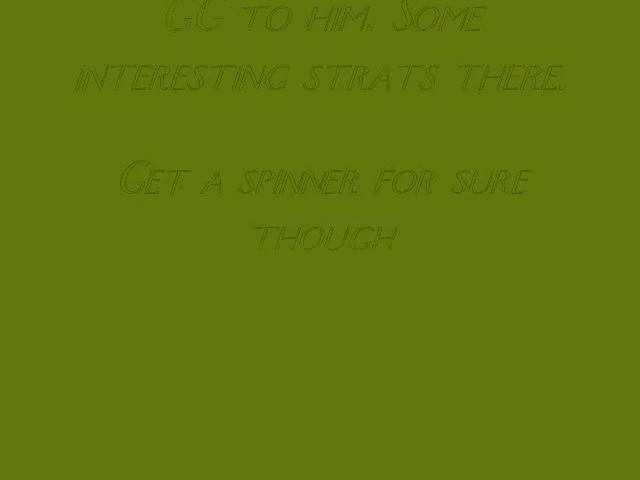 GG to him. Some
interesting strats there.
Get a spinner for sure
though